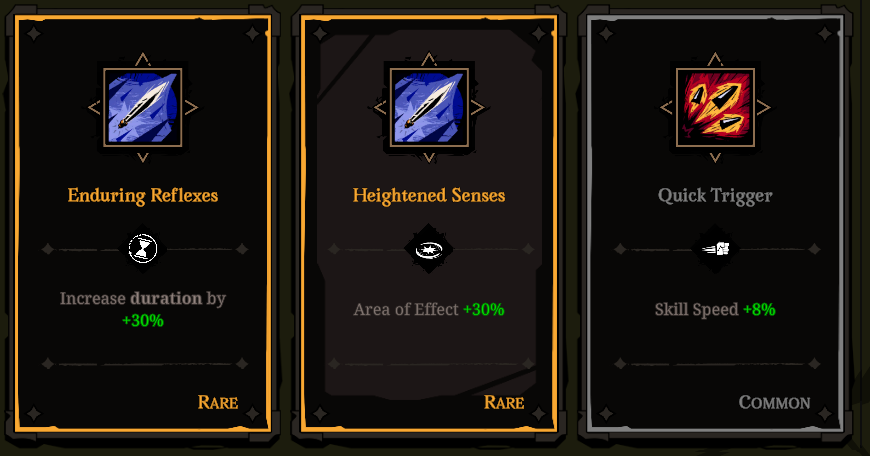 Enduring Reflexes
Increase duration by
+30%
Rare
Heightened Senses
Area of Effect +30%
Rare
Quick Trigger
Skill Speed +8%
Common